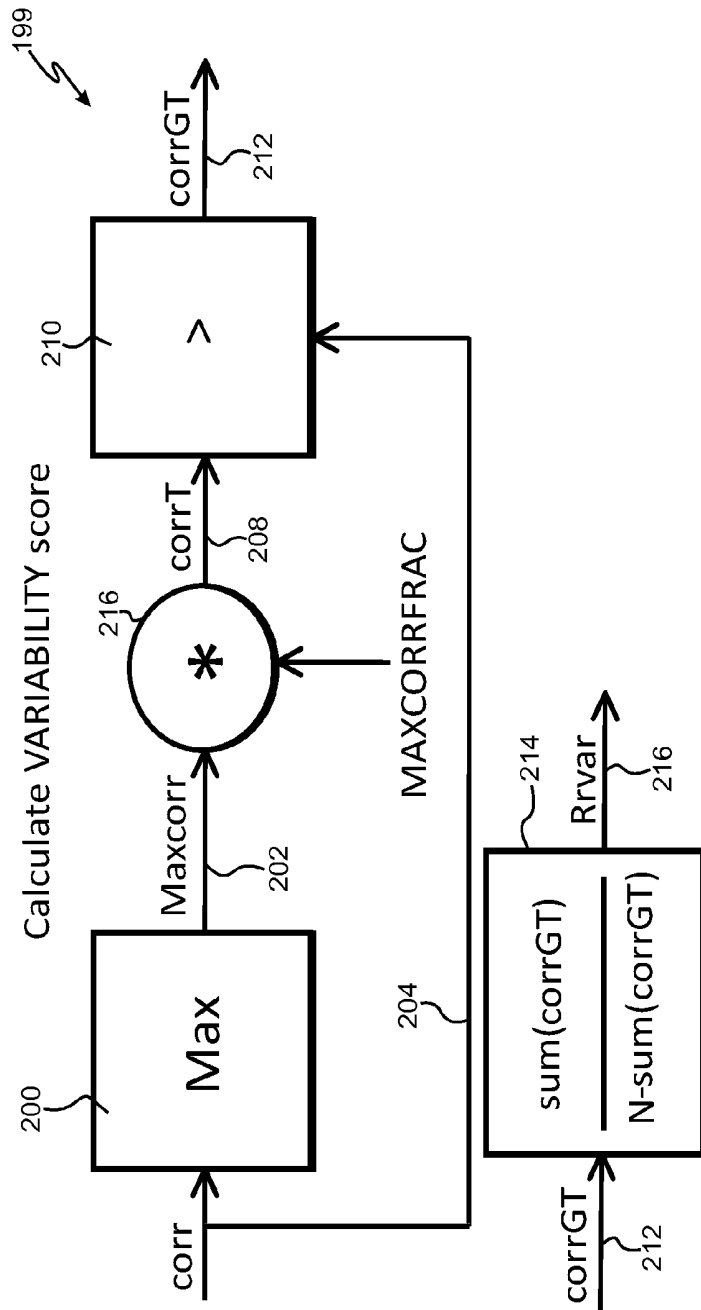 Calculate VARIABILITY score
199
200
Max
corr
Maxcorr
202
216
*
corrT
208
210
>
corrGT
212
MAXCORRFRAC
204
corrGT
212
sum(corrGT)
N-sum(corrGT)
214
Rrvar
216